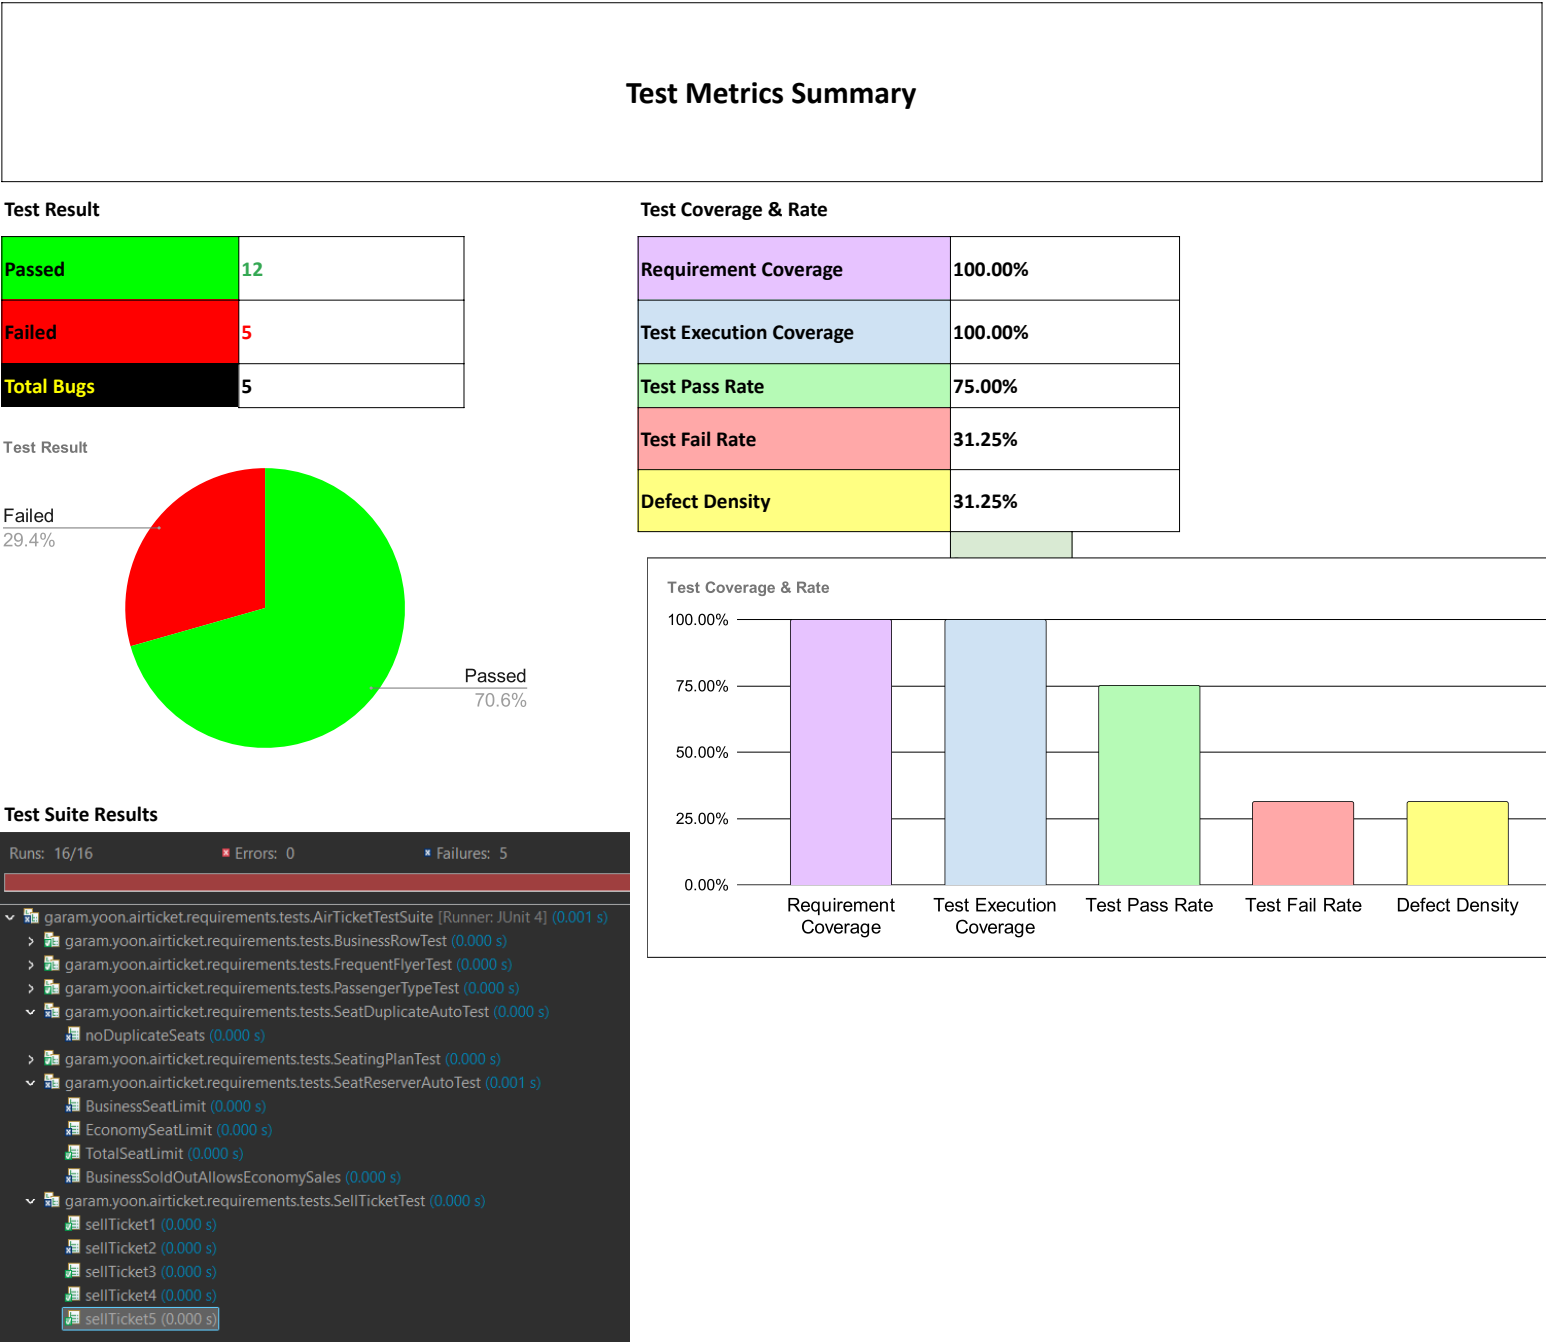 Test Metrics Summary
Test Result
Passed 12
Failed 5
Total Bugs 5
Test Result
Failed
29.4%
Passed
70.6%
Test Coverage & Rate
Requirement Coverage 100.00%
Test Execution Coverage 100.00%
Test Pass Rate 75.00%
Test Fail Rate 31.25%
Defect Density 31.25%
Test Coverage & Rate
100.00%
75.00%
50.00%
25.00%
0.00%
Requirement
Coverage
Test Execution
Coverage
Test Pass Rate
Test Fail Rate
Defect Density
Test Suite Results
Runs: 16/16 Errors: 0 Failures: 5
garam.yoon.airticket.requirements.tests.AirTicketTestSuite [Runner: JUnit 4] (0.001 s)
garam.yoon.airticket.requirements.tests.BusinessRowTest (0.000 s)
garam.yoon.airticket.requirements.tests.FrequentFlyerTest (0.000 s)
garam.yoon.airticket.requirements.tests.PassengerTypeTest (0.000 s)
garam.yoon.airticket.requirements.tests.SeatDuplicateAutoTest (0.000 s)
noDuplicateSeats (0.000 s)
garam.yoon.airticket.requirements.tests.SeatingPlanTest (0.000 s)
garam.yoon.airticket.requirements.tests.SeatReserverAutoTest (0.001 s)
BusinessSeatLimit (0.000 s)
EconomySeatLimit (0.000 s)
TotalSeatLimit (0.000 s)
BusinessSoldOutAllowsEconomySales (0.000 s)
garam.yoon.airticket.requirements.tests.SellTicketTest (0.000 s)
sellTicket1 (0.000 s)
sellTicket2 (0.000 s)
sellTicket3 (0.000 s)
sellTicket4 (0.000 s)
sellTicket5 (0.000 s)